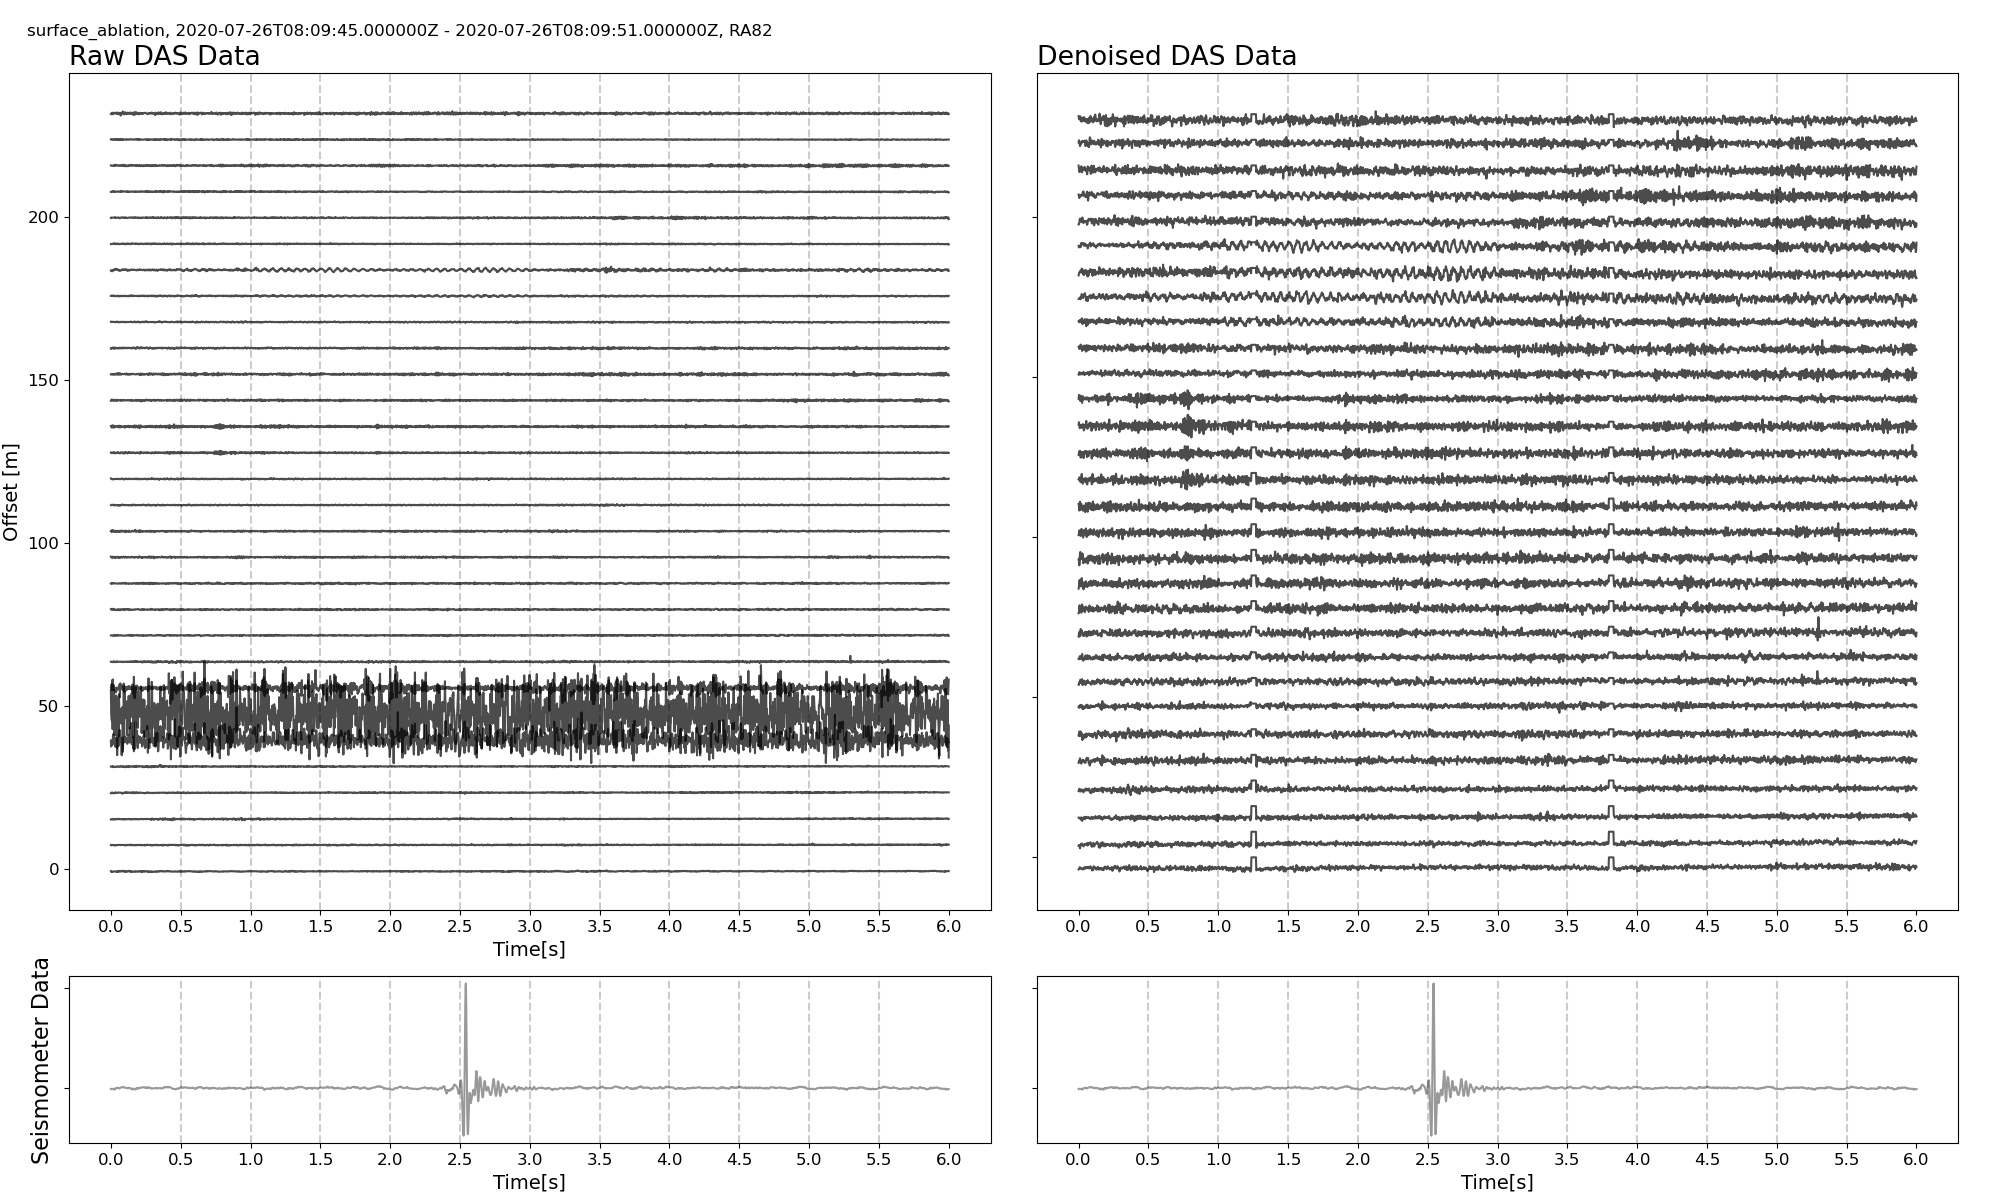 surface_ablation, 2020-07-26T08:09:45.000000Z - 2020-07-26T08:09:51.000000Z, RA82
Raw DAS Data
Denoised DAS Data
Offset [m]
200
150
100
50
0
0.0 0.5 1.0 1.5 2.0 2.5 3.0 3.5 4.0 4.5 5.0 5.5 6.0
Time[s]
0.0 0.5 1.0 1.5 2.0 2.5 3.0 3.5 4.0 4.5 5.0 5.5 6.0
Seismometer Data
0.0 0.5 1.0 1.5 2.0 2.5 3.0 3.5 4.0 4.5 5.0 5.5 6.0
Time[s]
0.0 0.5 1.0 1.5 2.0 2.5 3.0 3.5 4.0 4.5 5.0 5.5 6.0
Time[s]